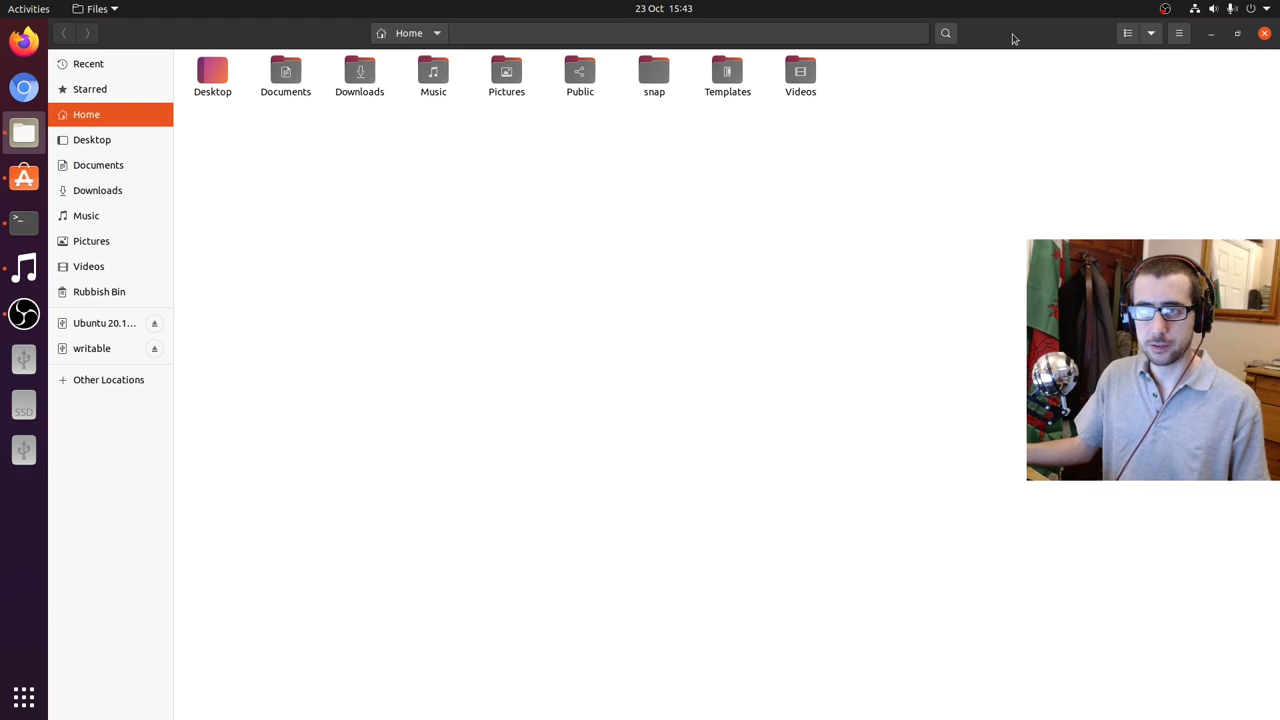 Activities
Files
23 Oct 15:43
Home
Recent
Starred
Home
Desktop
Documents
Downloads
Music
Pictures
Videos
Rubbish Bin
Ubuntu 20.1...
writable
Other Locations
Desktop
Documents
Downloads
Music
Pictures
Public
snap
Templates
Videos
>_
SSD